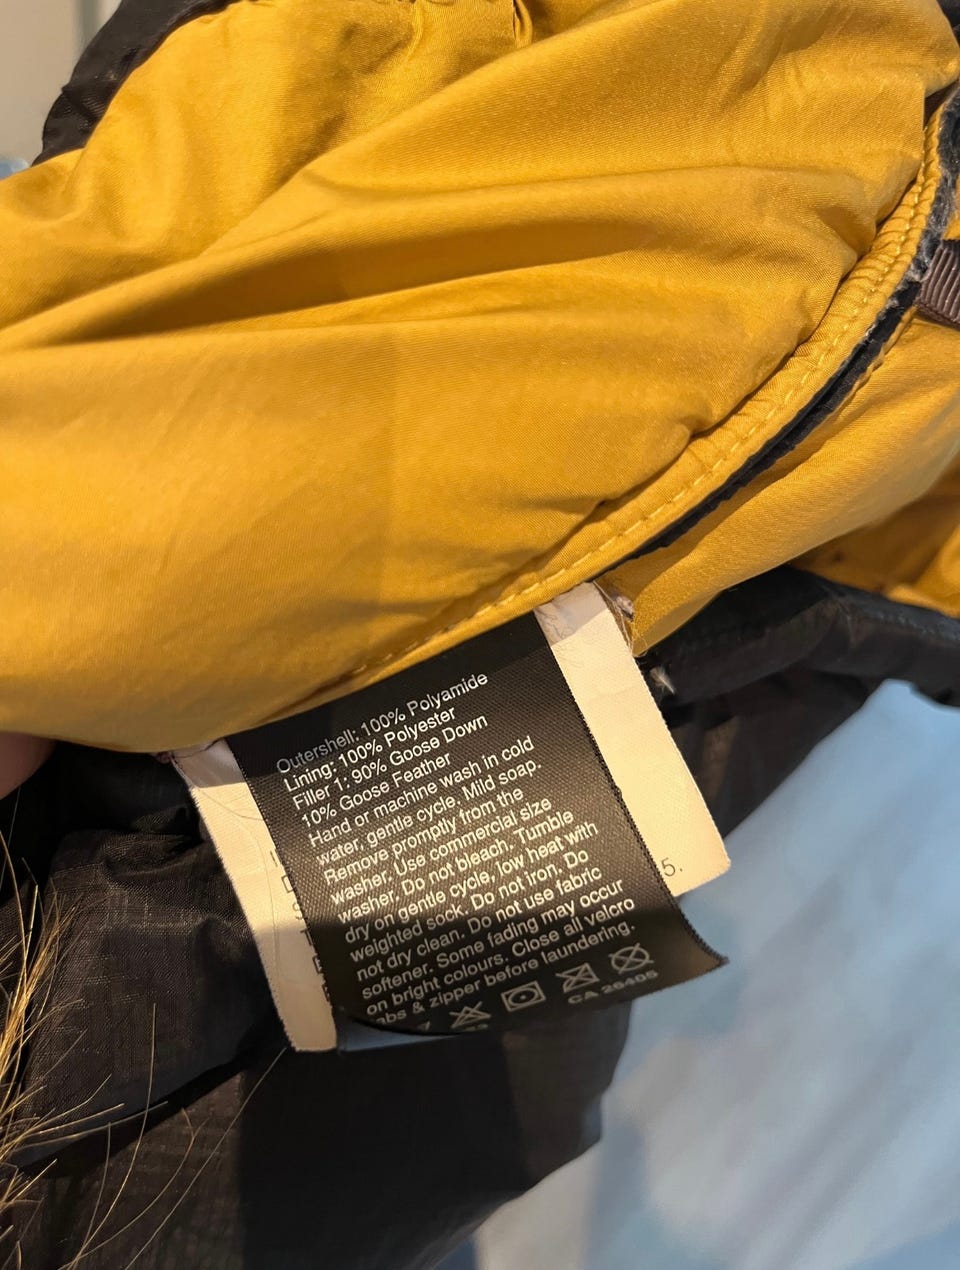 Outershell: 100% Polyamide
Lining: 100% Polyester
Filler 1: 90% Goose Down
10% Goose Feather
Hand or machine wash in cold
water, gentle cycle. Mild soap.
Remove promptly from the
washer. Use commercial size
washer. Do not bleach. Tumble
dry on gentle cycle, low heat with
weighted sock. Do not iron. Do
not dry clean. Do not use fabric
softener. Some fading may occur
on bright colours. Close all velcro
& zipper before laundering.
CA 26405
5.